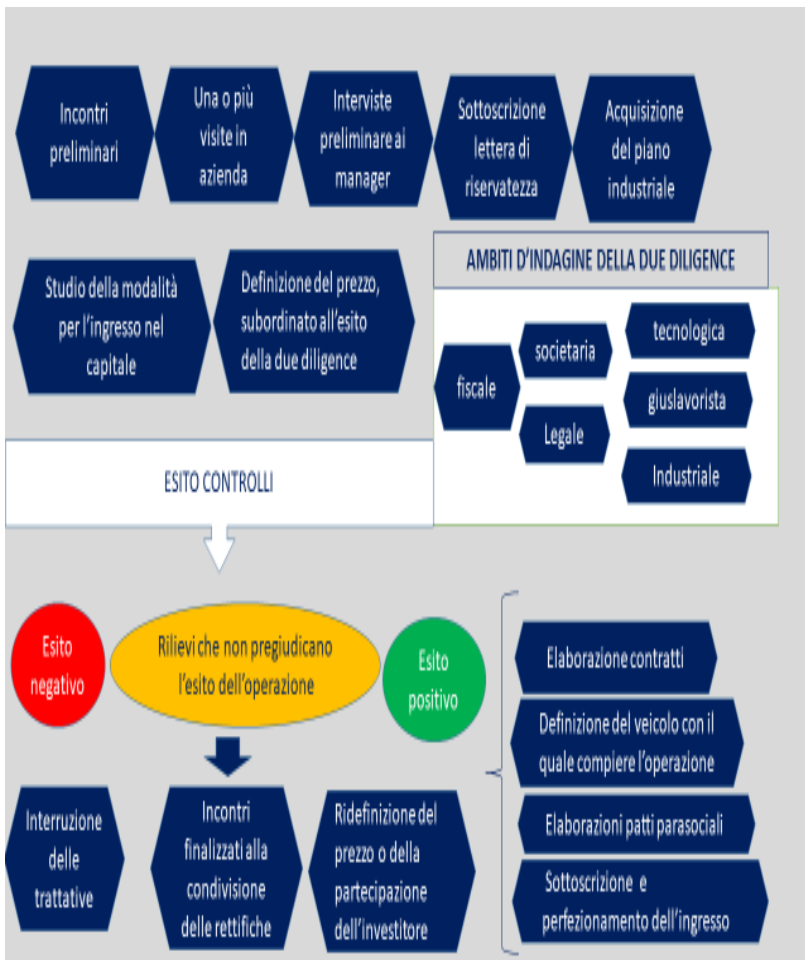 Incontri
preliminari
Una o più
visite in
azienda
Interviste
preliminare ai
manager
Sottoscrizione
lettera di
riservatezza
Acquisizione
del piano
industriale
Studio della modalità
per l'ingresso nel
capitale
Definizione del prezzo,
subordinato all'esito
della due diligence
AMBITI D'INDAGINE DELLA DUE DILIGENCE
fiscale
societaria
Legale
tecnologica
giuslavorista
Industriale
ESITO CONTROLLI
Esito
negativo
Rilievi che non pregiudicano
l'esito dell'operazione
Esito
positivo
Interruzione
delle
trattative
Incontri
finalizzati alla
condivisione
delle rettifiche
Ridefinizione del
prezzo o della
partecipazione
dell'investitore
Elaborazione contratti
Definizione del veicolo con il
quale compiere l'operazione
Elaborazioni patti parasociali
Sottoscrizione e
perfezionamento dell'ingresso